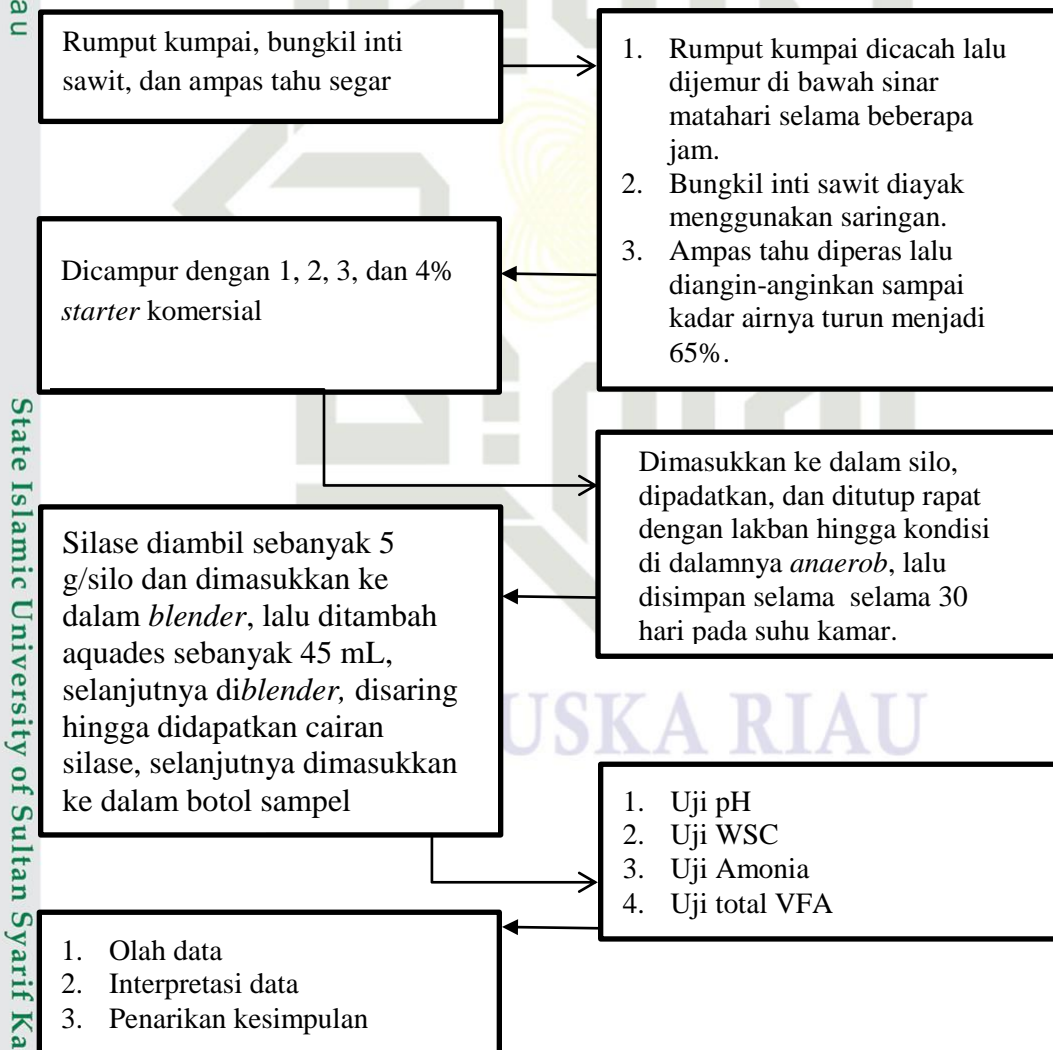 au
Rumput kumpai, bungkil inti
sawit, dan ampas tahu segar
1. Rumput kumpai dicacah lalu
dijemur di bawah sinar
matahari selama beberapa
jam.
2. Bungkil inti sawit diayak
menggunakan saringan.
3. Ampas tahu diperas lalu
diangin-anginkan sampai
kadar airnya turun menjadi
65%.
Dicampur dengan 1, 2, 3, dan 4%
starter komersial
Dimasukkan ke dalam silo,
dipadatkan, dan ditutup rapat
dengan lakban hingga kondisi
di dalamnya anaerob, lalu
disimpan selama selama 30
hari pada suhu kamar.
Silase diambil sebanyak 5
g/silo dan dimasukkan ke
dalam blender, lalu ditambah
aquades sebanyak 45 mL,
selanjutnya diblender, disaring
hingga didapatkan cairan
silase, selanjutnya dimasukkan
ke dalam botol sampel
1. Uji pH
2. Uji WSC
3. Uji Amonia
4. Uji total VFA
1. Olah data
2. Interpretasi data
3. Penarikan kesimpulan
State Islamic University of Sultan Syarif Ka
USKA RIAU